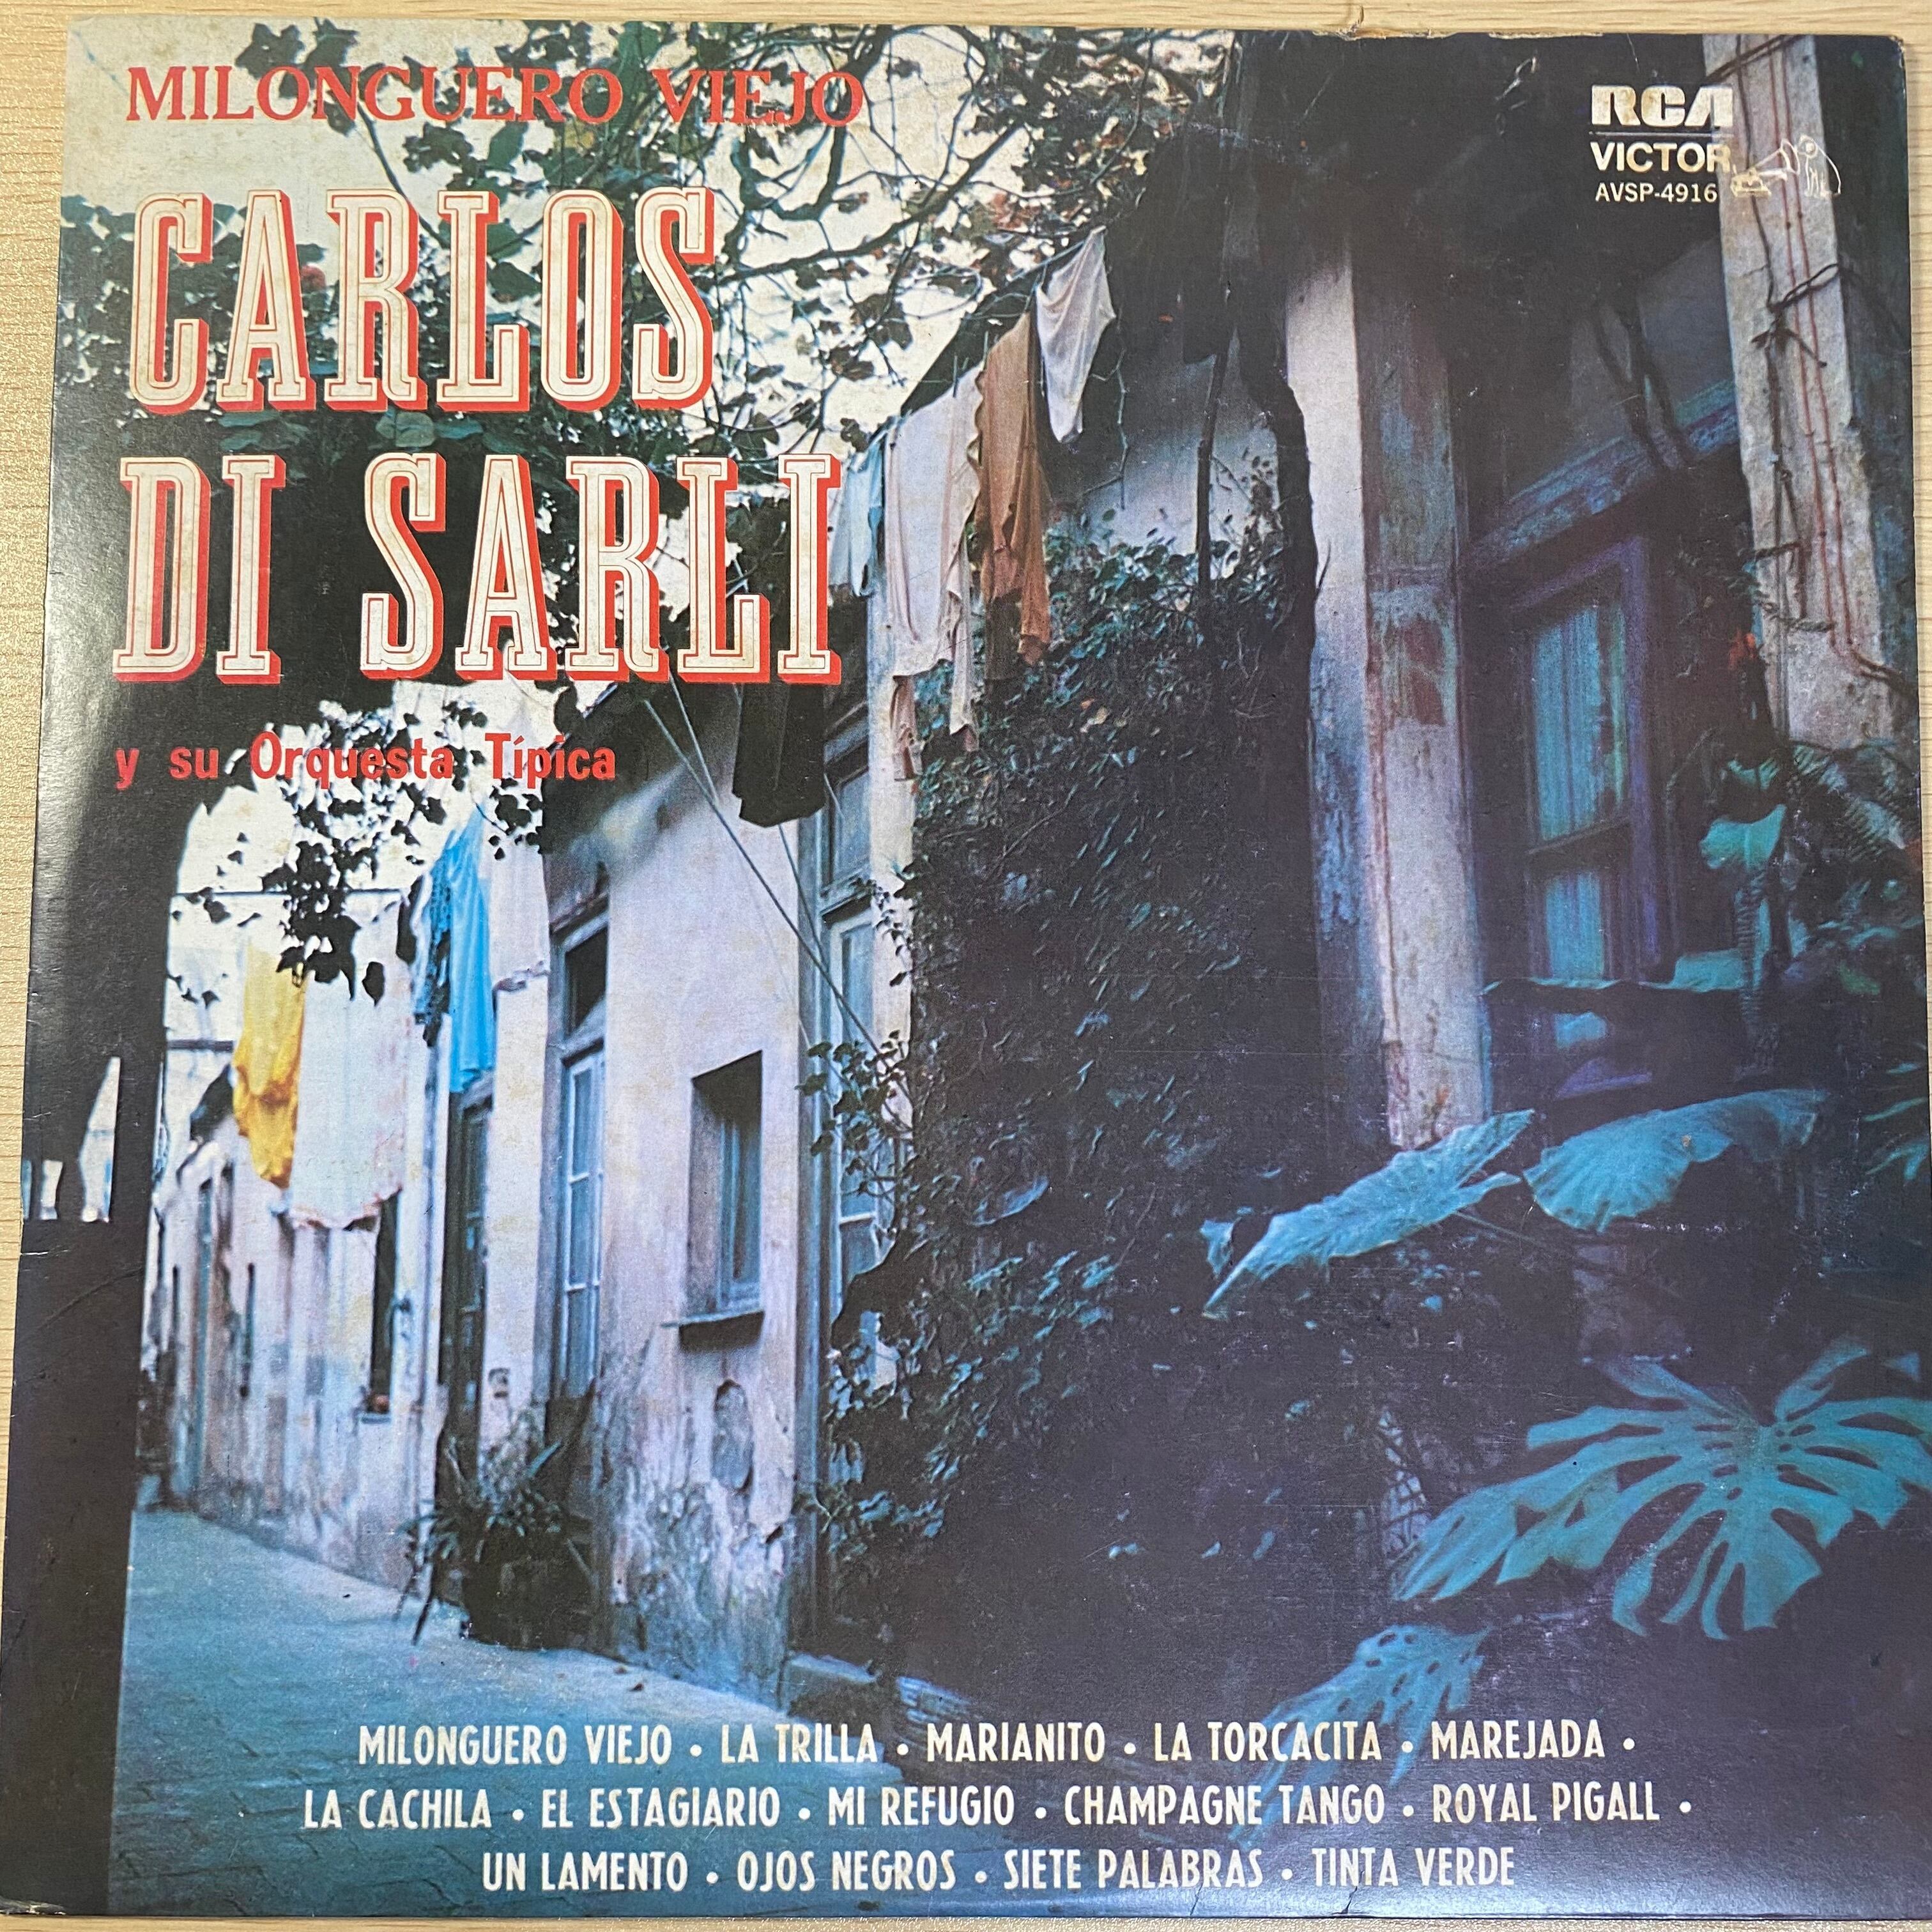 MILONGUERO VIEJO
RCA
VICTOR
AVSP-4916
CARLOS
DI SARLI
y su Orquesta Típica
MILONGUERO VIEJO • LA TRILLA • MARIANITO • LA TORCACITA • MAREJADA •
LA CACHILA • EL ESTAGIARIO • MI REFUGIO • CHAMPAGNE TANGO • ROYAL PIGALL •
UN LAMENTO • OJOS NEGROS • SIETE PALABRAS • TINTA VERDE